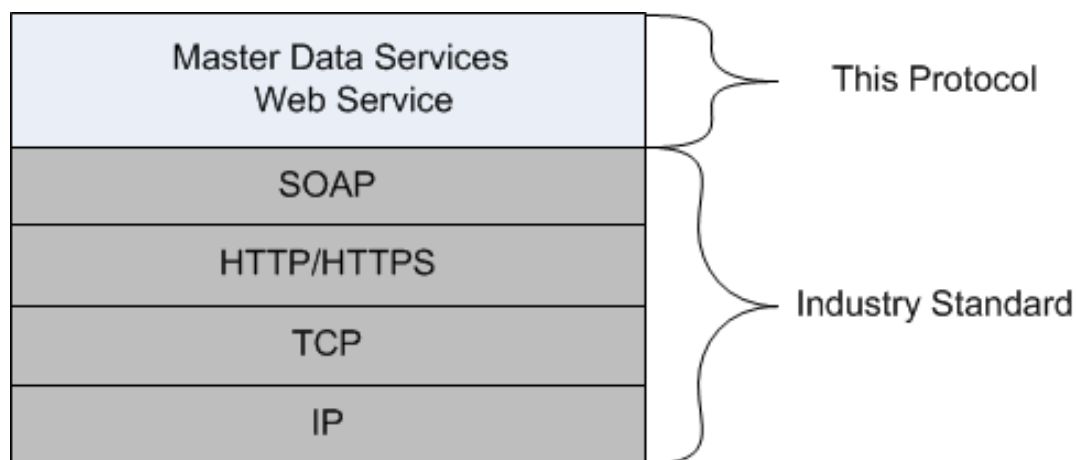 Master Data Services
Web Service
This Protocol
SOAP
HTTP/HTTPS
TCP
IP
Industry Standard